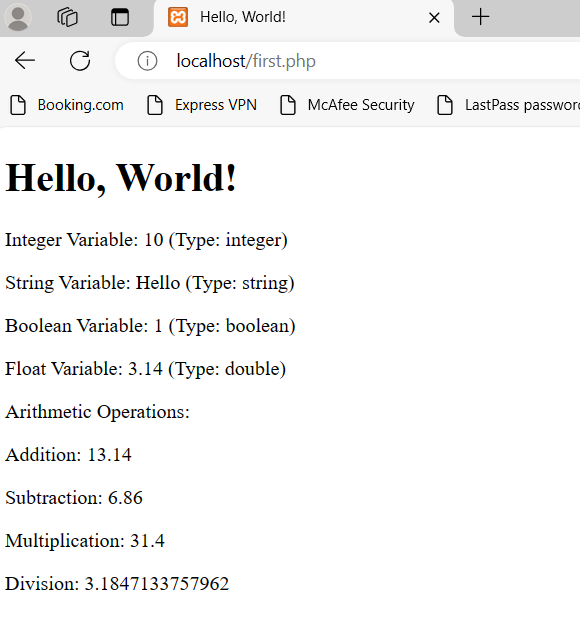 Hello, World!
localhost/first.php
Booking.com Express VPN McAfee Security LastPass passwor
Hello, World!
Integer Variable: 10 (Type: integer)
String Variable: Hello (Type: string)
Boolean Variable: 1 (Type: boolean)
Float Variable: 3.14 (Type: double)
Arithmetic Operations:
Addition: 13.14
Subtraction: 6.86
Multiplication: 31.4
Division: 3.1847133757962